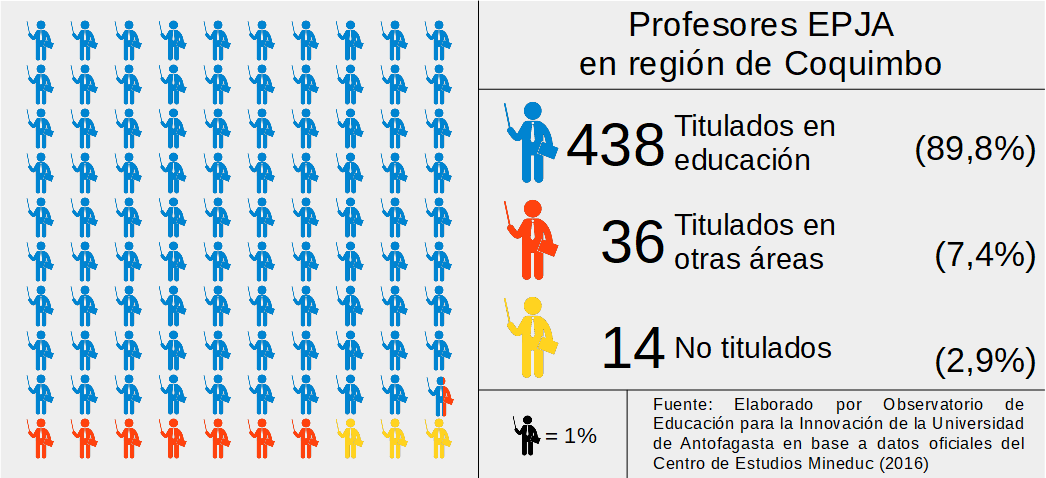 Profesores EPJA
en región de Coquimbo
438 Titulados en
educación (89,8%)
36 Titulados en
otras áreas (7,4%)
14 No titulados (2,9%)
= 1%
Fuente: Elaborado por Observatorio de
Educación para la Innovación de la Universidad
de Antofagasta en base a datos oficiales del
Centro de Estudios Mineduc (2016)